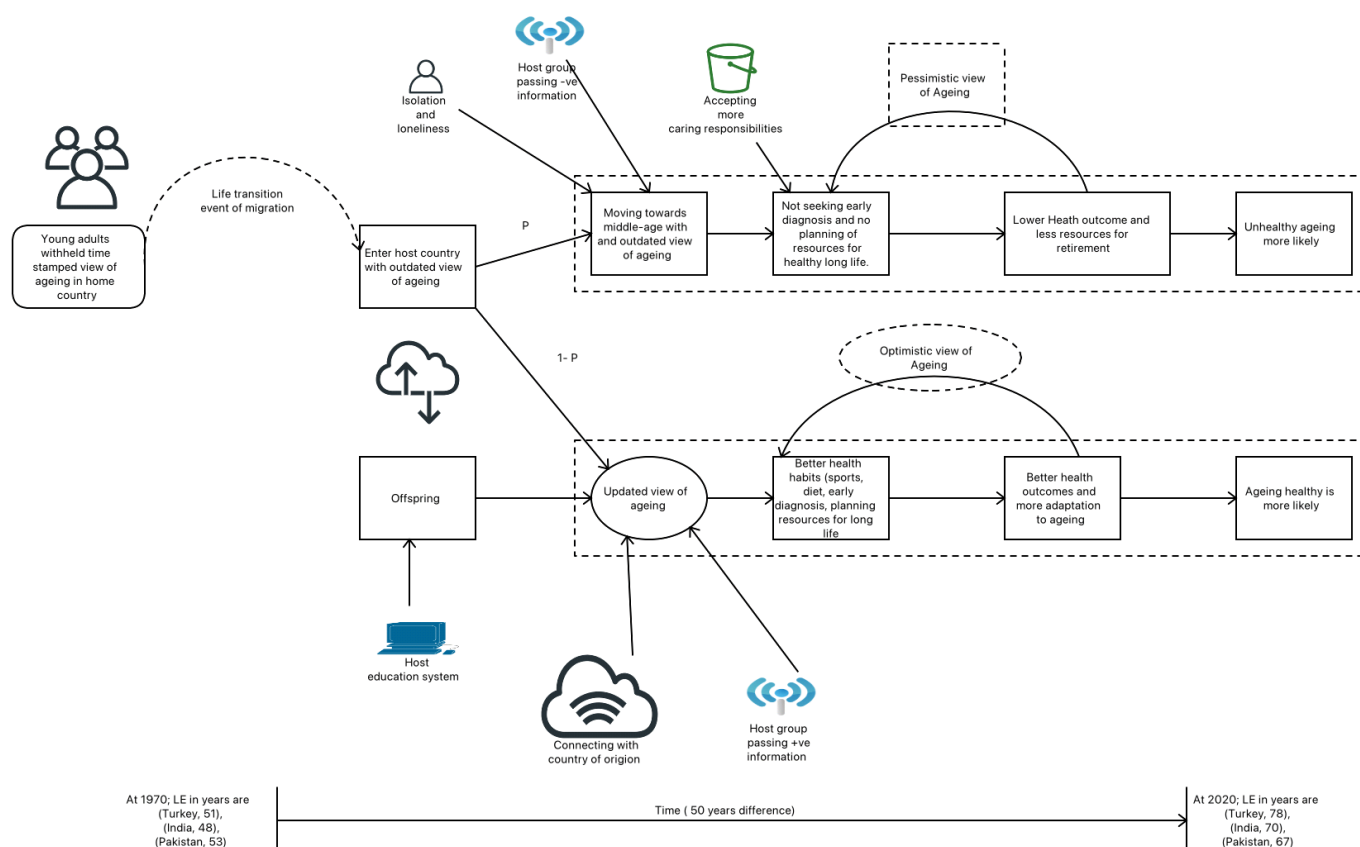 Host group
passing -ve
information
Isolation
and
loneliness
Accepting
more
caring responsibilities
Pessimistic view
of Ageing
Life transition
event of migration
Young adults
withheld time
stamped view of
ageing in home
country
Enter host country
with outdated view
of ageing
P
Moving towards
middle-age with
and outdated view
of ageing
Not seeking early
diagnosis and no
planning of
resources for
healthy long life.
Lower Heath outcome and
less resources for
retirement
Unhealthy ageing
more likely
1- P
Optimistic view of
Ageing
Offspring
Updated view of
ageing
Better health
habits (sports,
diet, early
diagnosis, planning
resources for long
life
Better health
outcomes and
more adaptation
to ageing
Ageing healthy is
more likely
Host
education system
Connecting with
country of origin
Host group
passing +ve
information
At 1970; LE in years are
(Turkey, 51),
(India, 48),
(Pakistan, 53)
Time ( 50 years difference)
At 2020; LE in years are
(Turkey, 78),
(India, 70),
(Pakistan, 67)